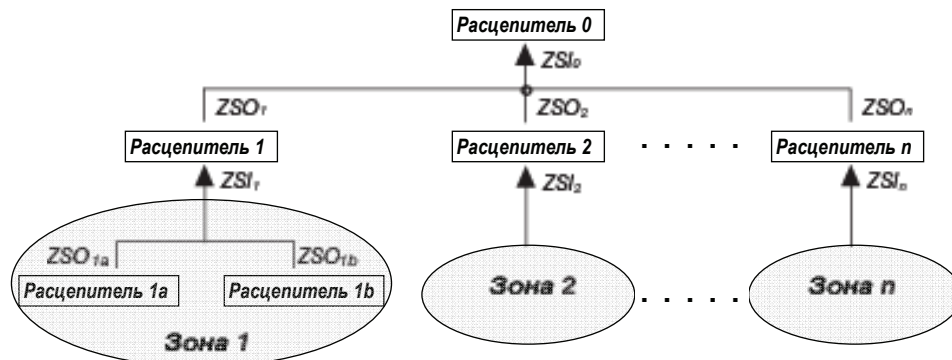 Расцепитель 0
ZSI₀
ZSO₁ ZSO₂ ZSOₙ
Расцепитель 1 Расцепитель 2 . . . . . Расцепитель n
ZSI₁ ZSI₂ ZSIₙ
ZSO₁ₐ ZSO₁b
Расцепитель 1a Расцепитель 1b Зона 2 . . . . . Зона n
Зона 1